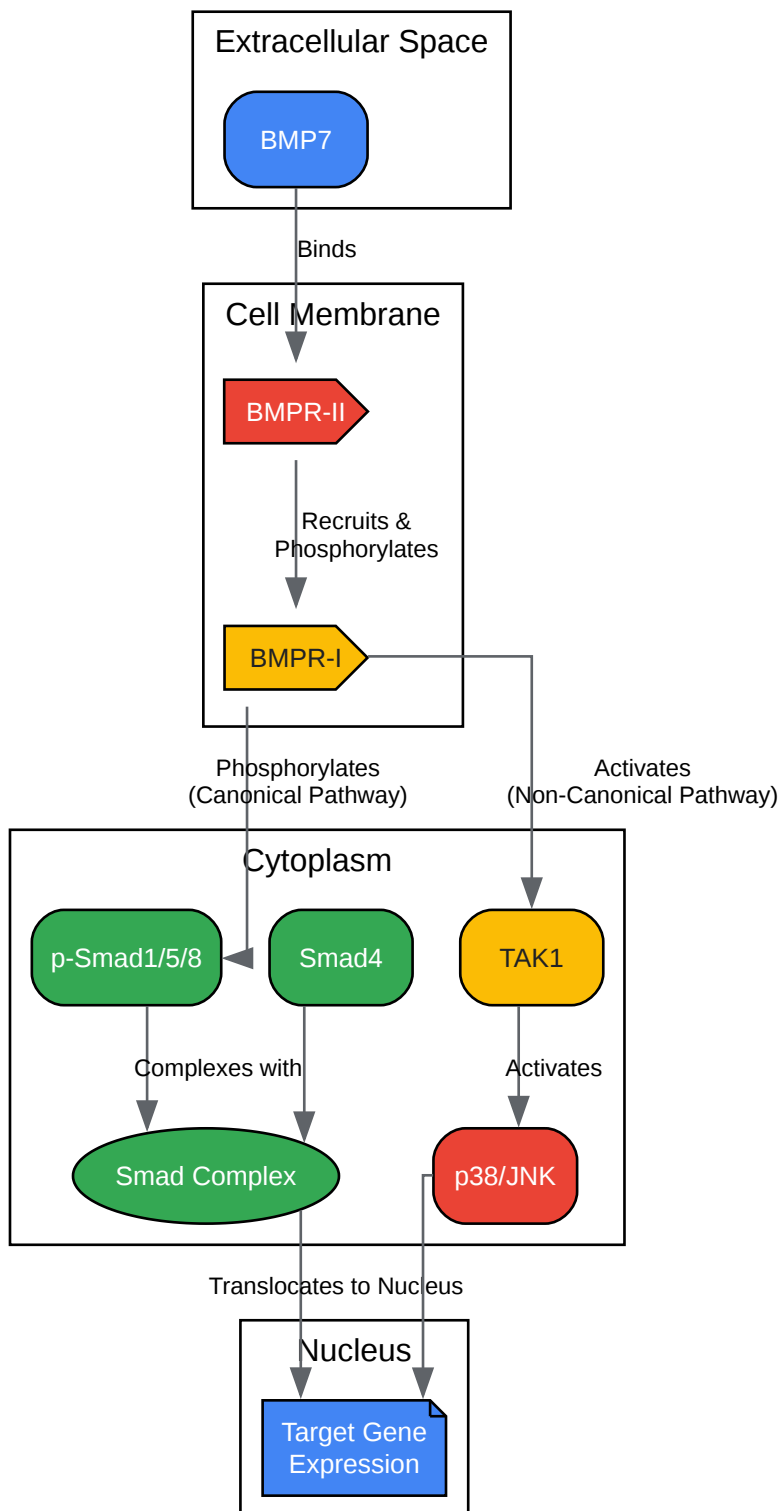 Extracellular Space
BMP7
Binds
Cell Membrane
BMPR-II
Recruits &
Phosphorylates
BMPR-I
Phosphorylates
(Canonical Pathway)
Activates
(Non-Canonical Pathway)
Cytoplasm
p-Smad1/5/8
Smad4
TAK1
Complexes with
Activates
Smad Complex
p38/JNK
Translocates to Nucleus
Nucleus
Target Gene
Expression